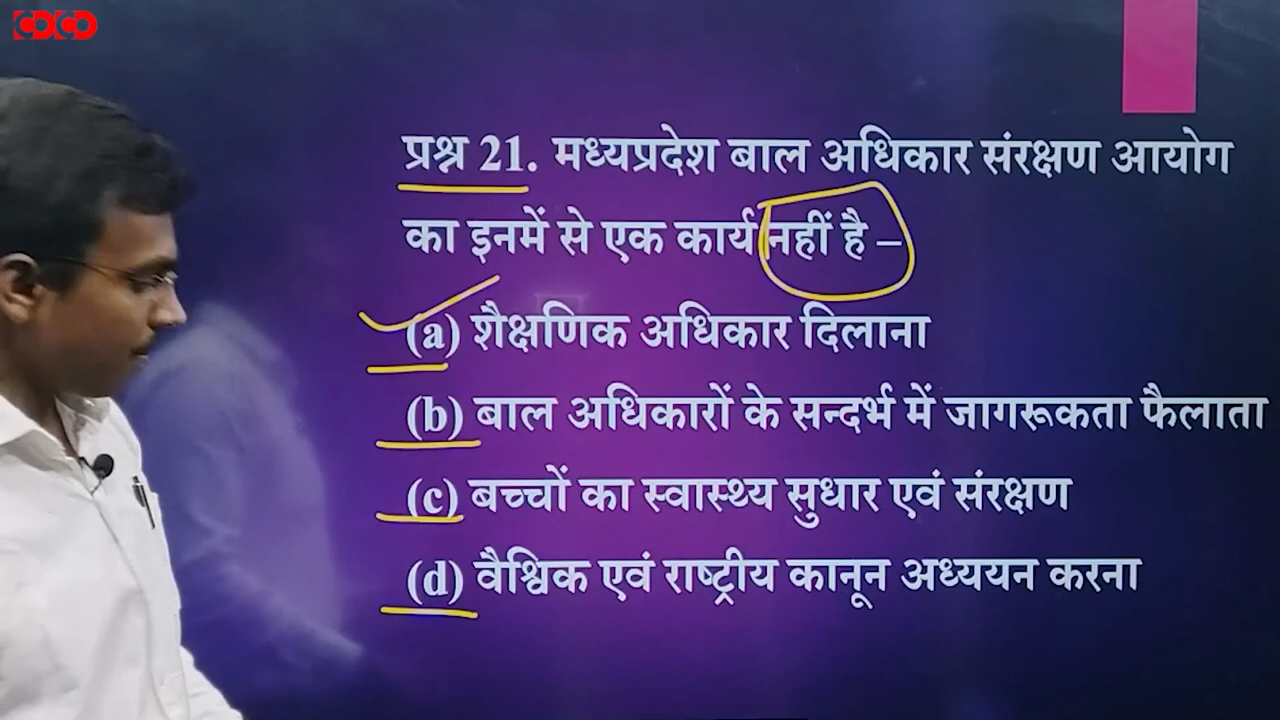 COCO
प्रश्न 21. मध्यप्रदेश बाल अधिकार संरक्षण आयोग
का इनमें से एक कार्य नहीं है –
(a) शैक्षणिक अधिकार दिलाना
(b) बाल अधिकारों के सन्दर्भ में जागरूकता फैलाता
(c) बच्चों का स्वास्थ्य सुधार एवं संरक्षण
(d) वैश्विक एवं राष्ट्रीय कानून अध्ययन करना